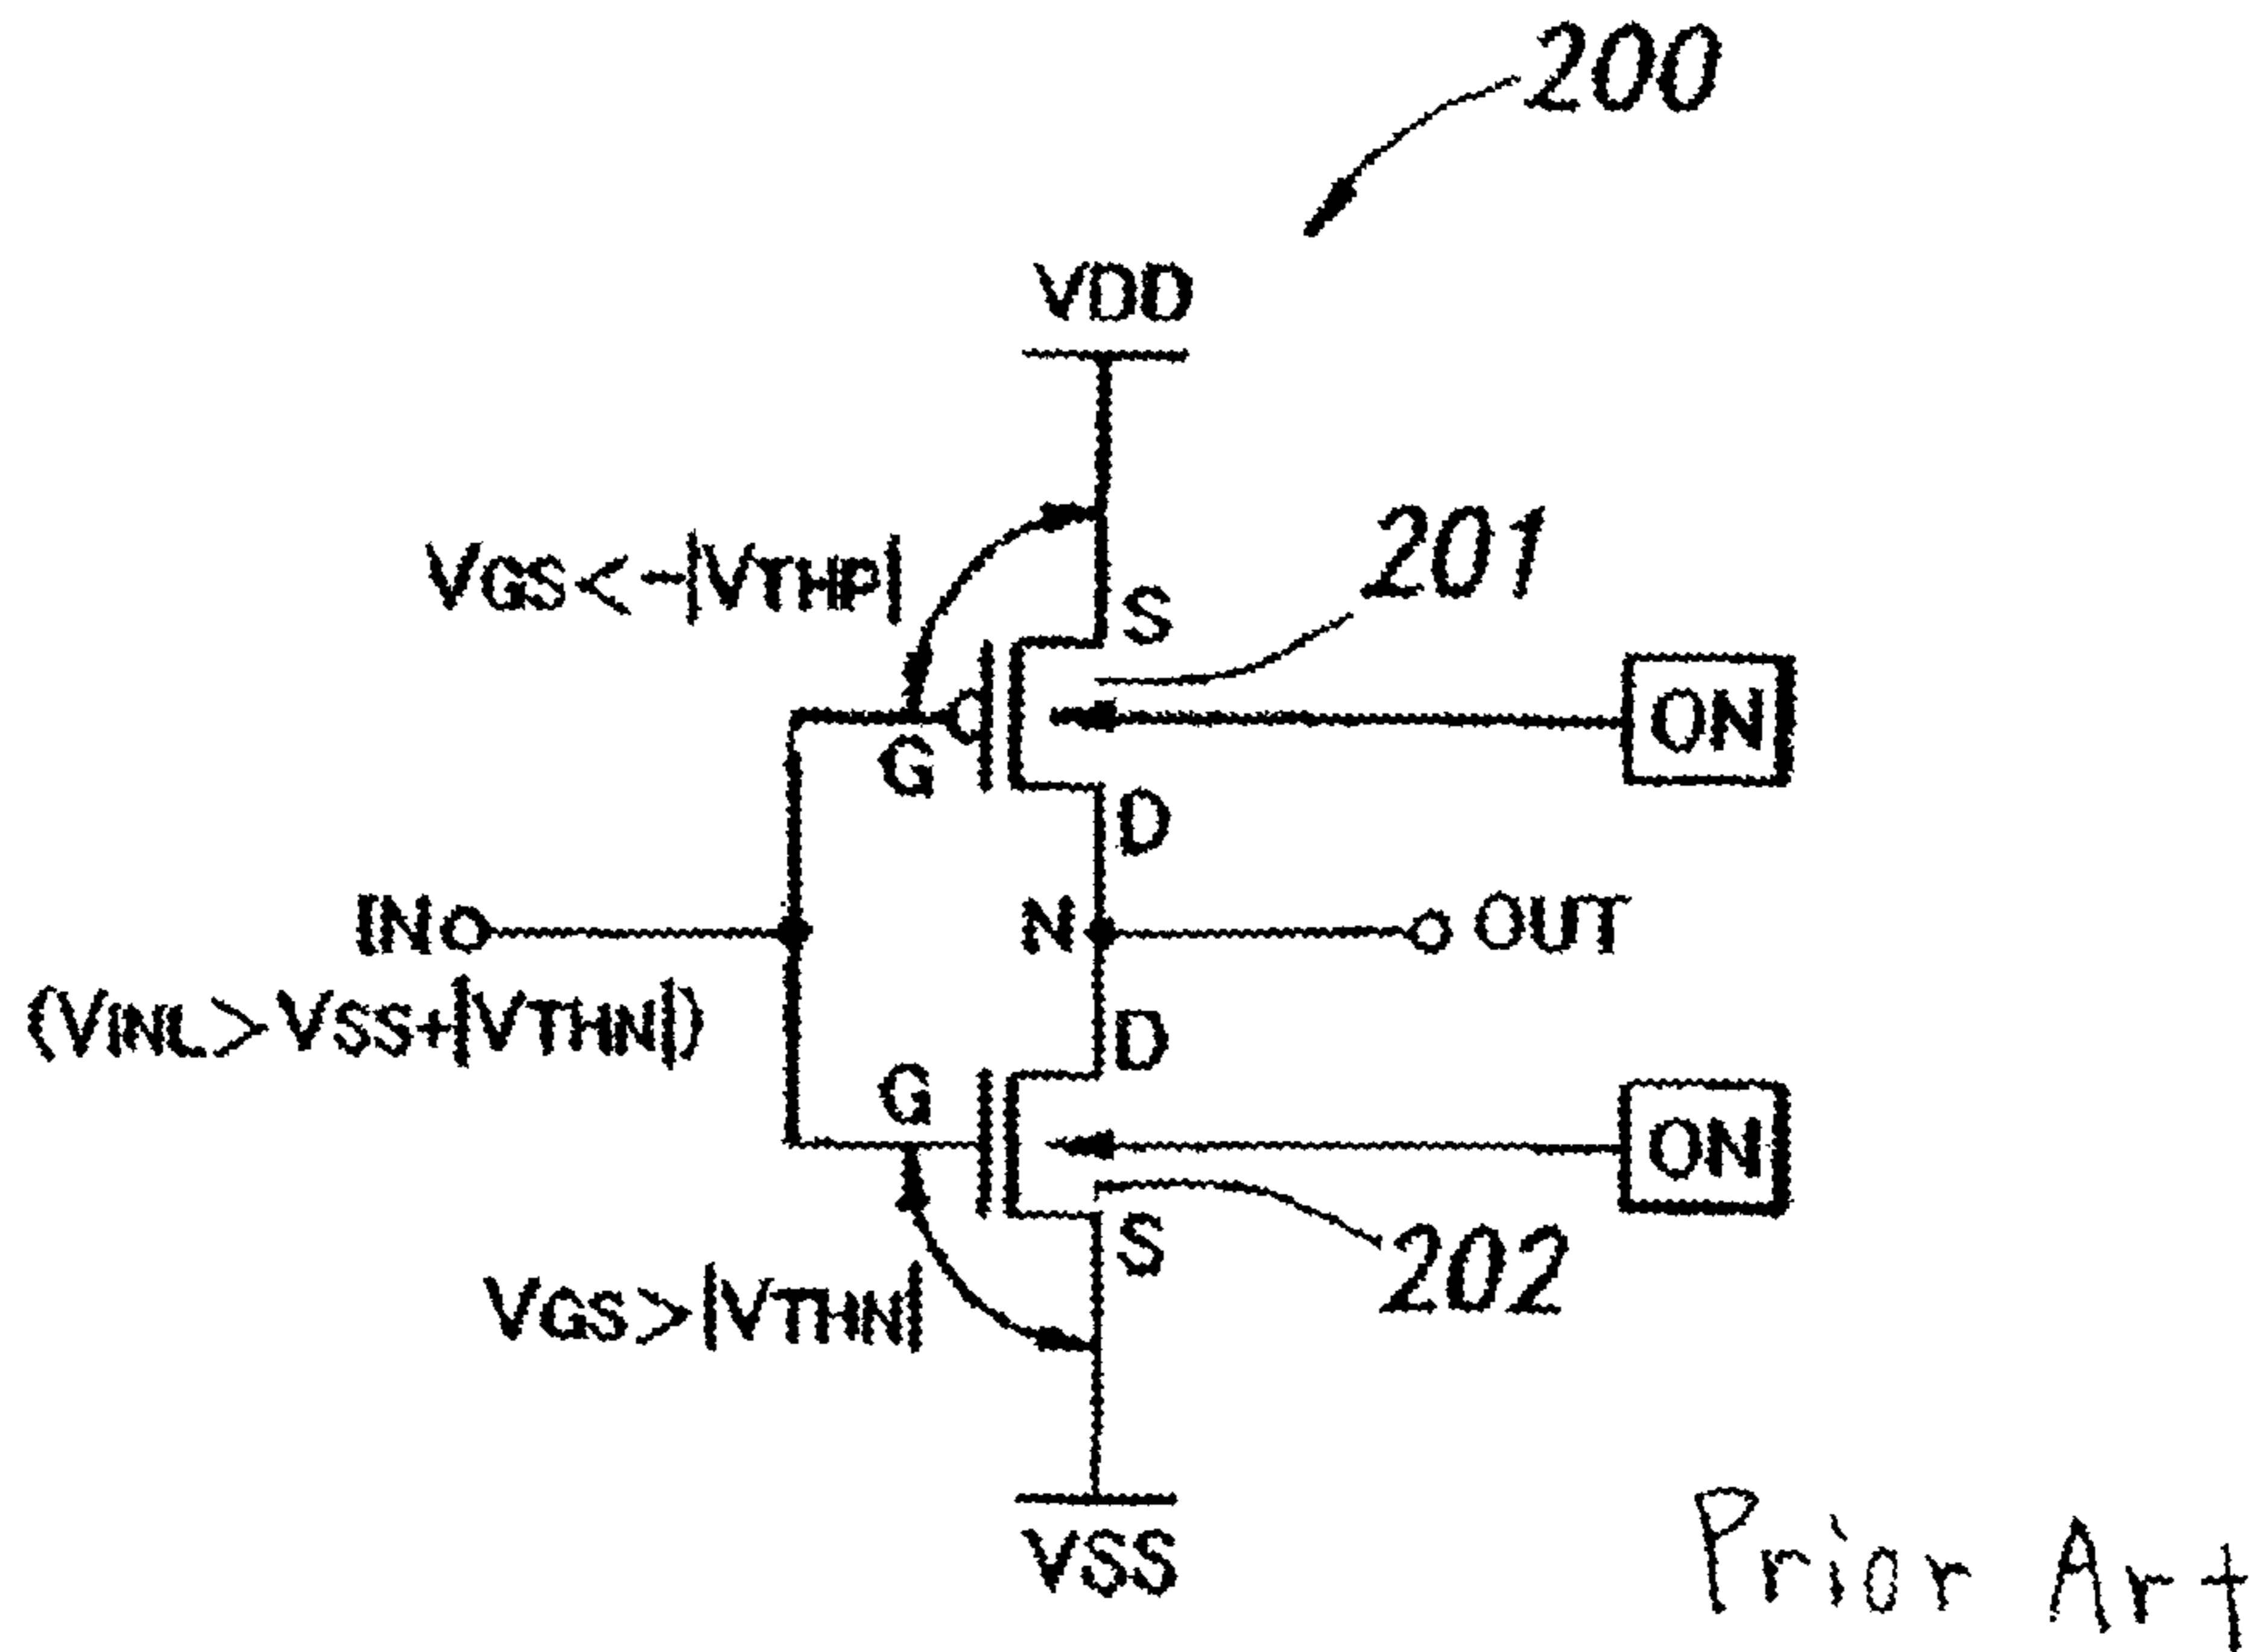 200
VDD
VGS<-|VTHP|
201
S
ON
G
D
IN
N
OUT
(VINL>VSS+|VTHN|)
D
G
ON
S
202
VGS>|VTHN|
VSS
Prior Art